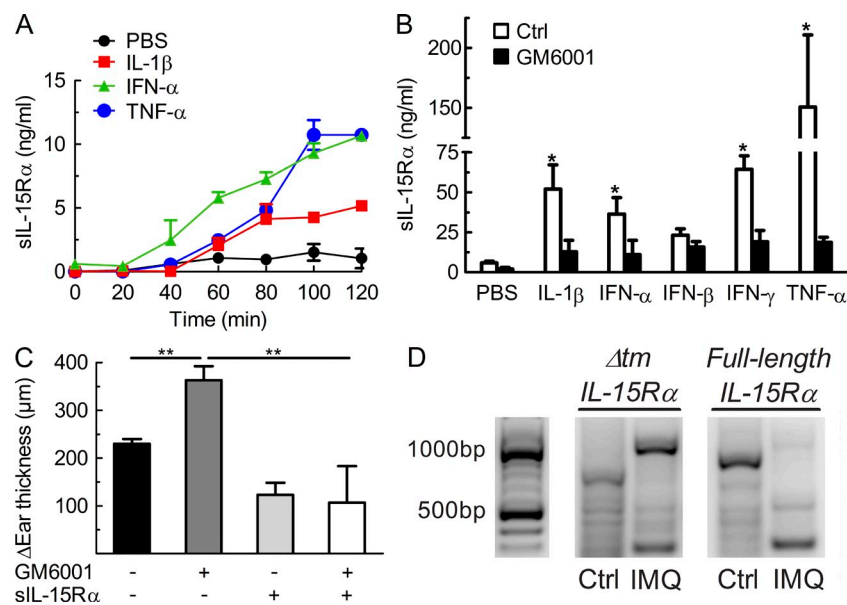 A
PBS
IL-1β
IFN-α
TNF-α
sIL-15Rα (ng/ml)
15
10
5
0
0 20 40 60 80 100 120
Time (min)
B
Ctrl
GM6001
sIL-15Rα (ng/ml)
250
200
150
100
75
50
25
0
* * * *
PBS IL-1β IFN-α IFN-β IFN-γ TNF-α
C
ΔEar thickness (μm)
400
300
200
100
** **
GM6001 - + - +
sIL-15Rα - - + +
D
Δtm Full-length
IL-15Rα IL-15Rα
1000bp
500bp
Ctrl IMQ Ctrl IMQ